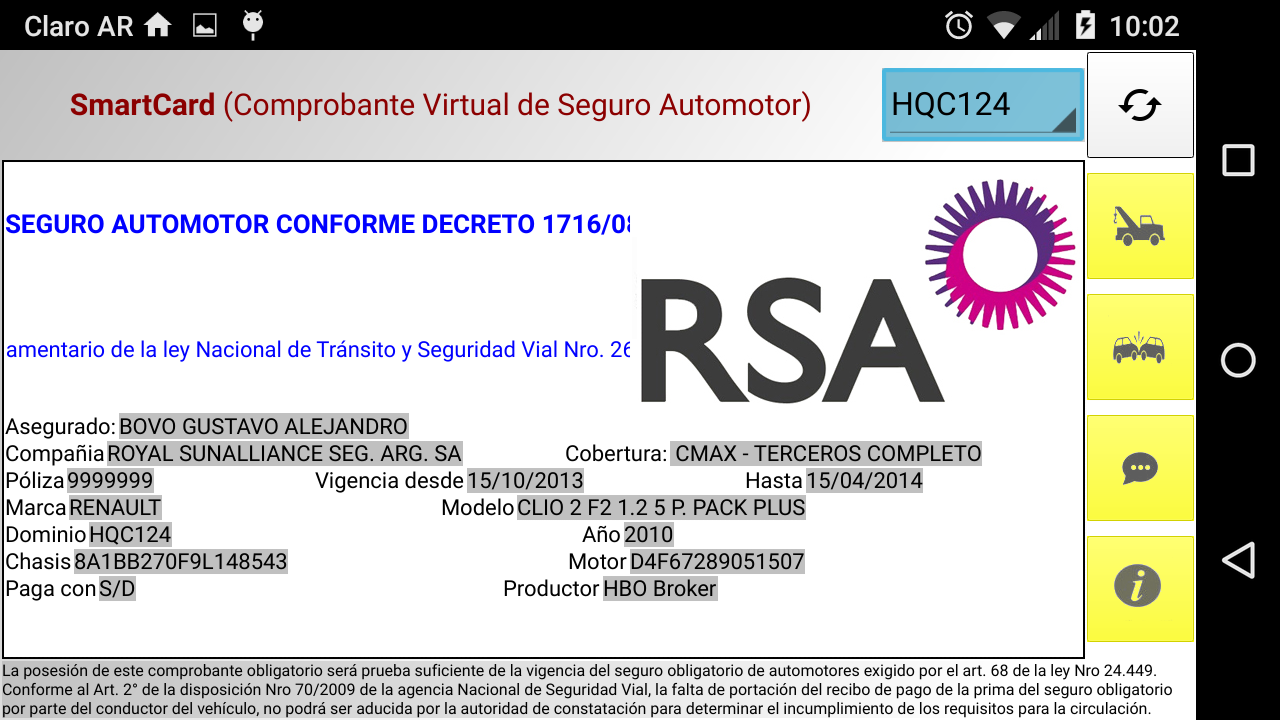 Claro AR 10:02
SmartCard (Comprobante Virtual de Seguro Automotor) HQC124
SEGURO AUTOMOTOR CONFORME DECRETO 1716/08
RSA
amentario de la ley Nacional de Tránsito y Seguridad Vial Nro. 26
Asegurado: BOVO GUSTAVO ALEJANDRO
Compañia ROYAL SUNALLIANCE SEG. ARG. SA Cobertura: CMAX - TERCEROS COMPLETO
Póliza 9999999 Vigencia desde 15/10/2013 Hasta 15/04/2014
Marca RENAULT Modelo CLIO 2 F2 1.2 5 P. PACK PLUS
Dominio HQC124 Año 2010
Chasis 8A1BB270F9L148543 Motor D4F67289051507
Paga con S/D Productor HBO Broker
La posesión de este comprobante obligatorio será prueba suficiente de la vigencia del seguro obligatorio de automotores exigido por el art. 68 de la ley Nro 24.449.
Conforme al Art. 2° de la disposición Nro 70/2009 de la agencia Nacional de Seguridad Vial, la falta de portación del recibo de pago de la prima del seguro obligatorio
por parte del conductor del vehículo, no podrá ser aducida por la autoridad de constatación para determinar el incumplimiento de los requisitos para la circulación.